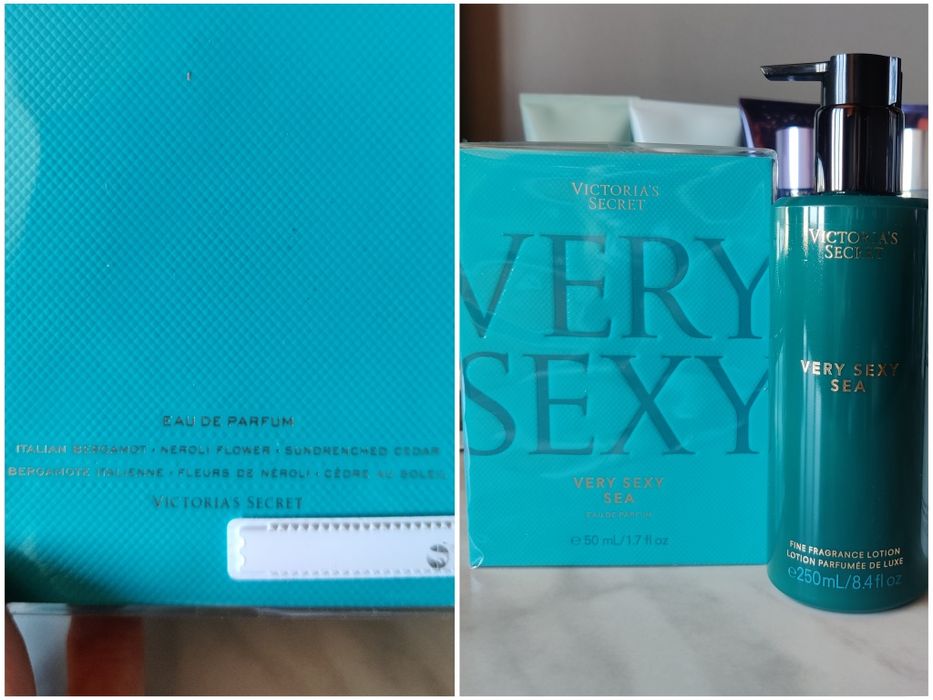 EAU DE PARFUM
ITALIAN BERGAMOT • NEROLI FLOWER • SUNDRENCHED CEDAR
BERGAMOTE ITALIENNE • FLEURS DE NÉROLI • CÈDRE AU SOLEIL
VICTORIA'S SECRET
S
VICTORIA'S
SECRET
VERY
SEXY
VERY SEXY
SEA
EAU DE PARFUM
℮ 50 mL/1.7 fl oz
VICTORIA'S
SECRET
VERY SEXY
SEA
FINE FRAGRANCE LOTION
LOTION PARFUMÉE DE LUXE
℮250mL/8.4 fl oz